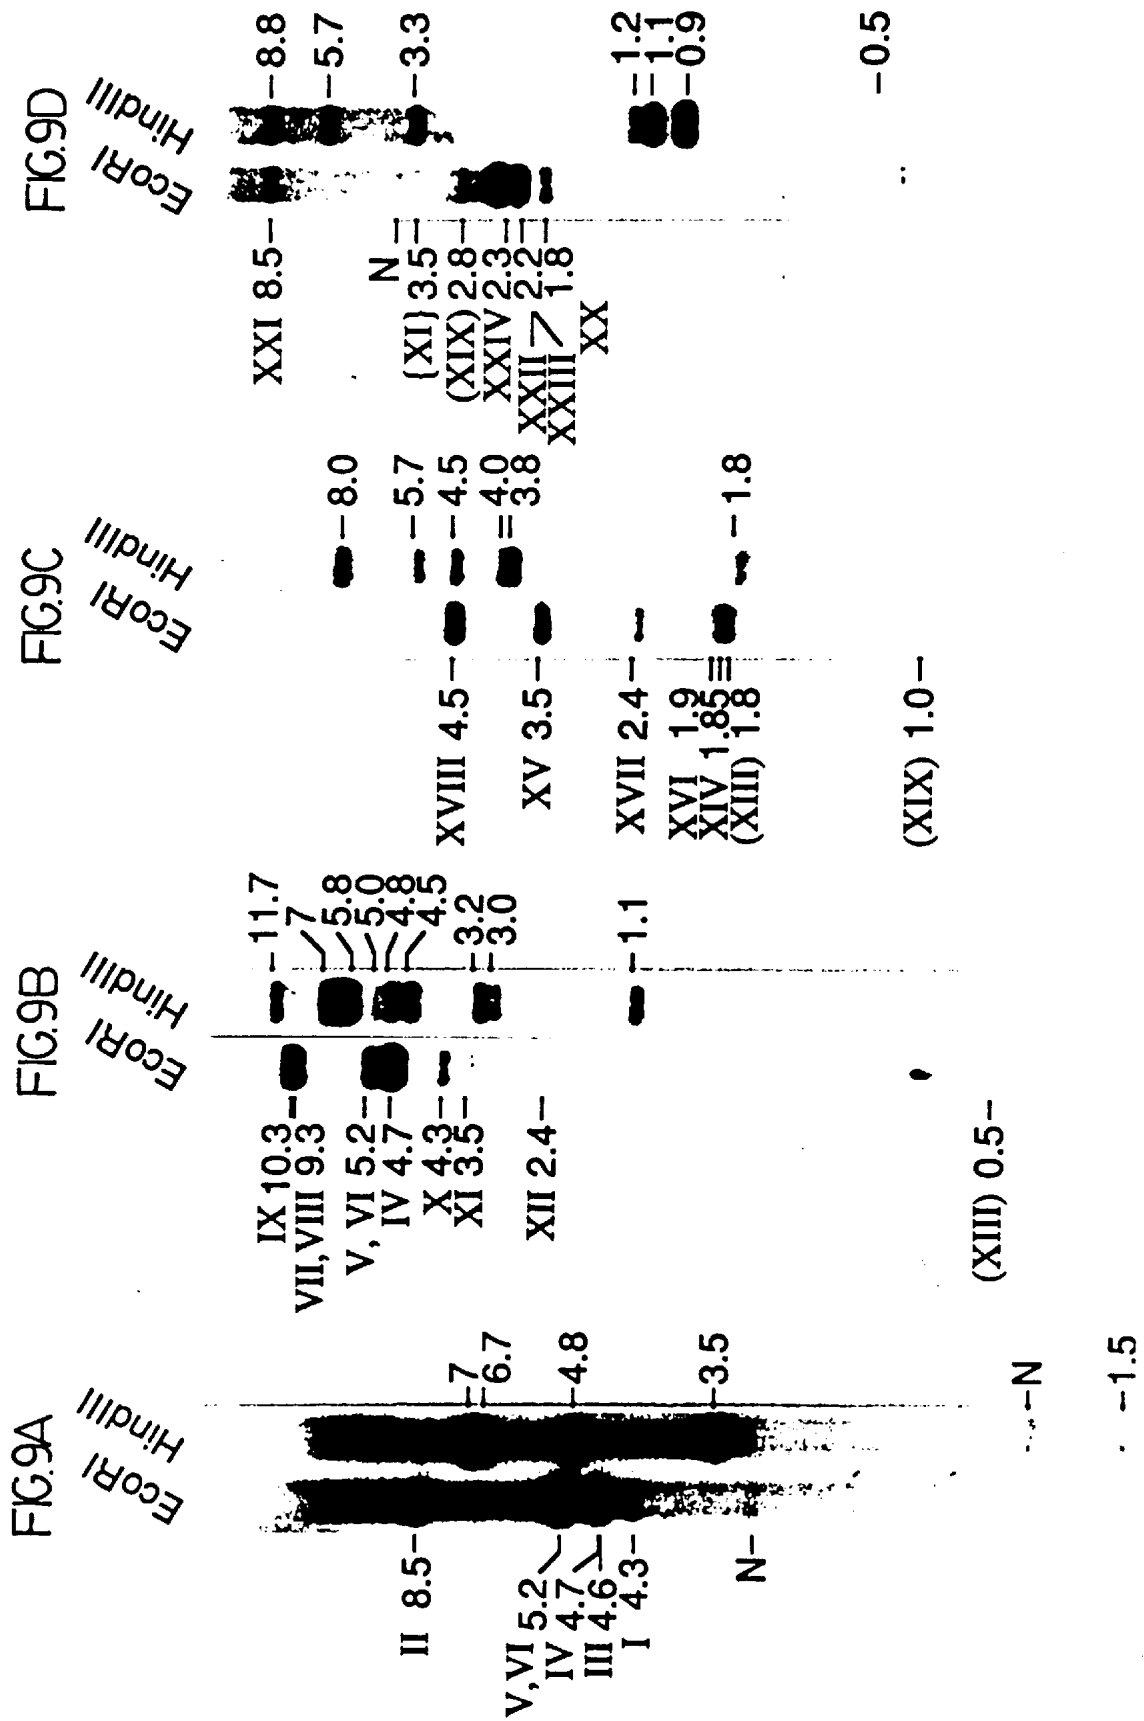 FIG.9A
EcoRI
HindIII
II 8.5
V,VI 5.2
IV 4.7
III 4.6
I 4.3
N
7
6.7
4.8
3.5
N
1.5
FIG.9B
EcoRI
HindIII
IX 10.3
VII,VIII 9.3
V, VI 5.2
IV 4.7
X 4.3
XI 3.5
XII 2.4
(XIII) 0.5
11.7
7
5.8
5.0
4.8
4.5
3.2
3.0
1.1
FIG.9C
EcoRI
HindIII
XVIII 4.5
XV 3.5
XVII 2.4
XVI 1.9
XIV 1.85
(XIII) 1.8
(XIX) 1.0
8.0
5.7
4.5
4.0
3.8
1.8
FIG.9D
EcoRI
HindIII
XXI 8.5
N
{XI} 3.5
(XIX) 2.8
XXIV 2.3
XXII 2.2
XXIII 1.8
XX
8.8
5.7
3.3
1.2
1.1
0.9
0.5